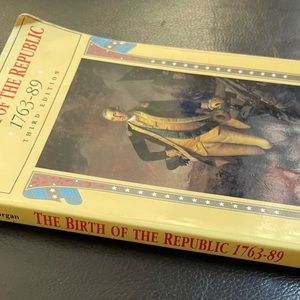 OF THE REPUBLIC
1763-89
THIRD EDITION
organ THE BIRTH OF THE REPUBLIC 1763-89